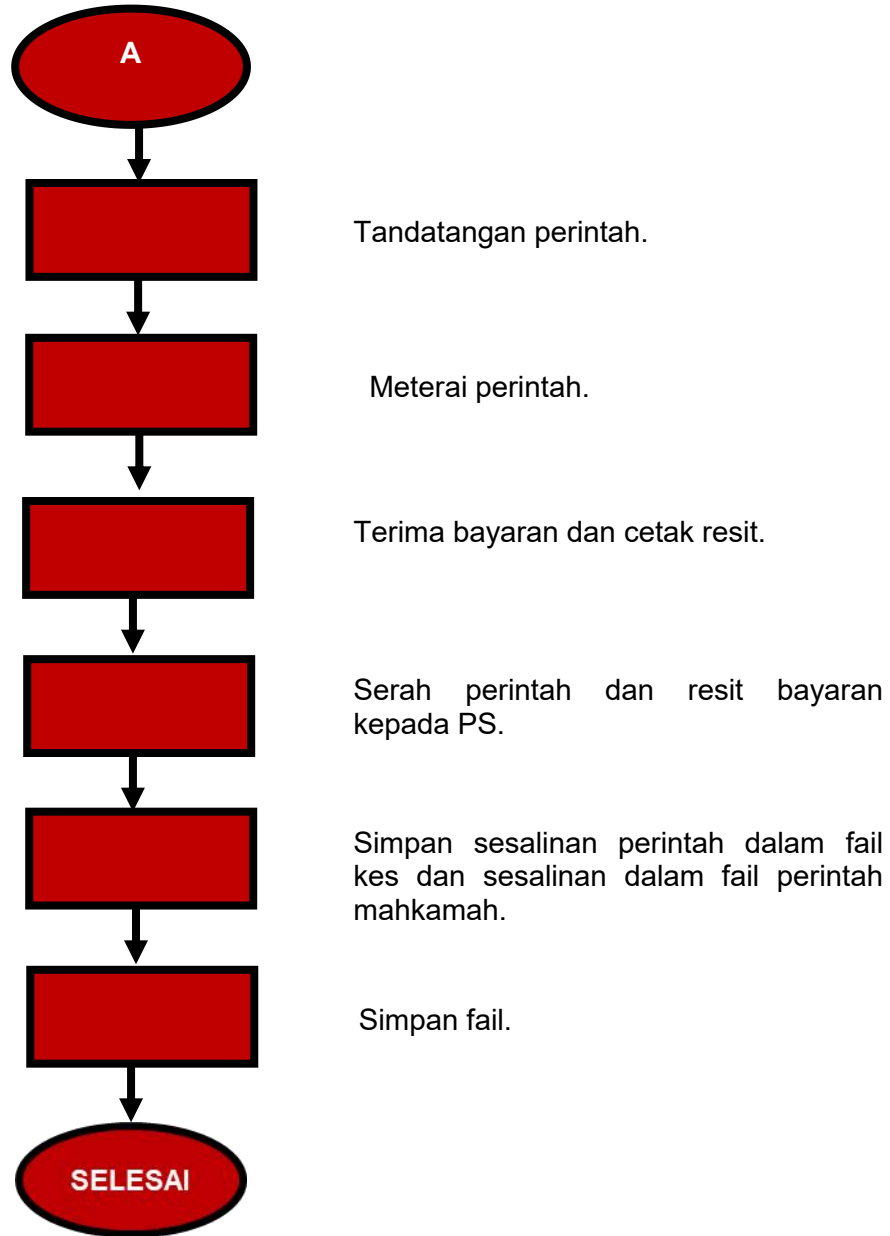 A
Tandatangan perintah.
Meterai perintah.
Terima bayaran dan cetak resit.
Serah perintah dan resit bayaran
kepada PS.
Simpan sesalinan perintah dalam fail
kes dan sesalinan dalam fail perintah
mahkamah.
Simpan fail.
SELESAI